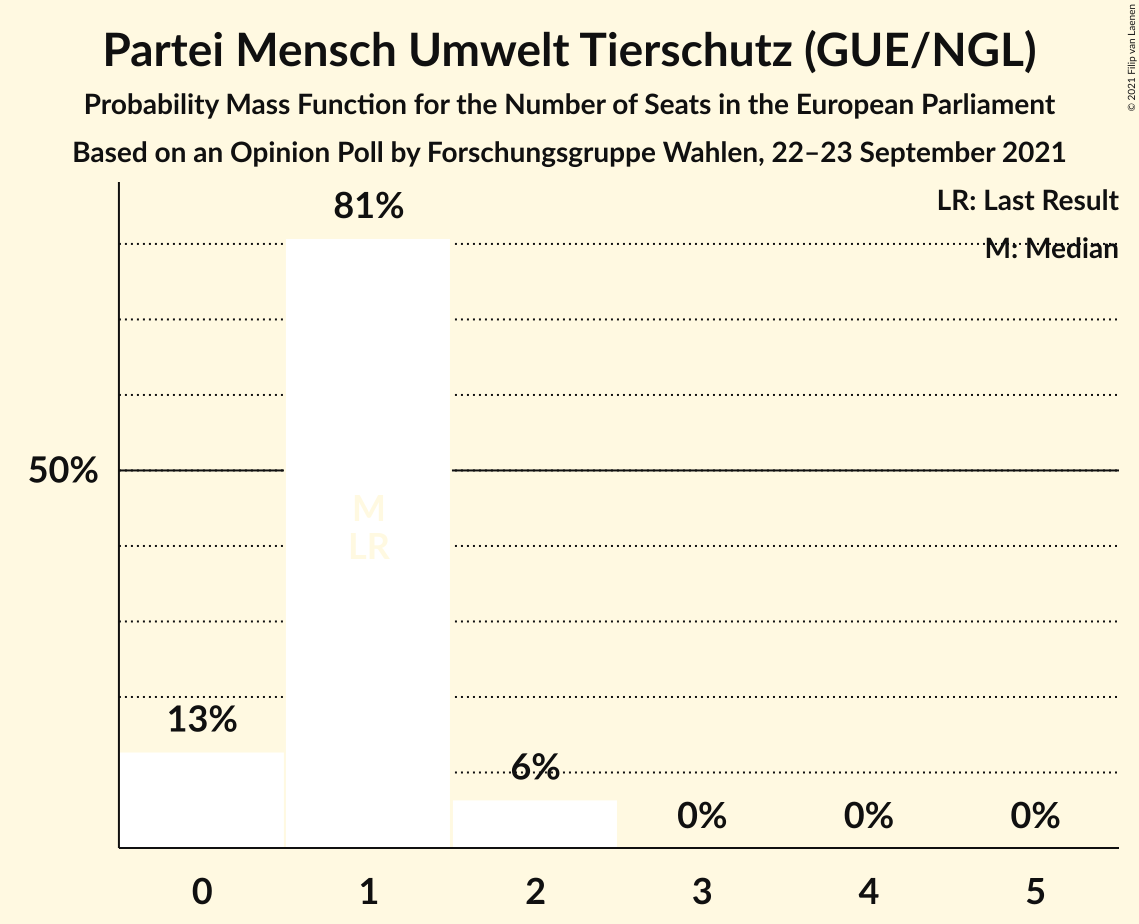 Partei Mensch Umwelt Tierschutz (GUE/NGL)
Probability Mass Function for the Number of Seats in the European Parliament
Based on an Opinion Poll by Forschungsgruppe Wahlen, 22–23 September 2021
© 2021 Filip van Laenen
LR: Last Result
M: Median
81%
50%
M
LR
13%
6%
0%
0%
0%
0
1
2
3
4
5